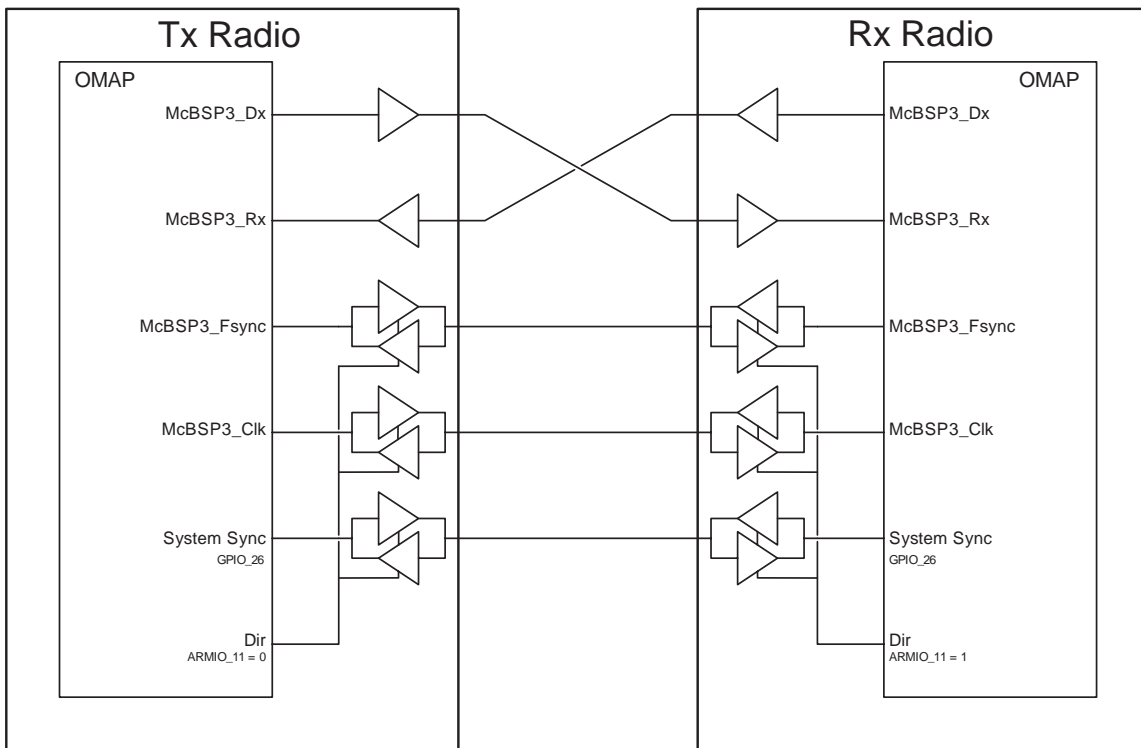 Tx Radio
OMAP
McBSP3_Dx
McBSP3_Rx
McBSP3_Fsync
McBSP3_Clk
System Sync
GPIO_26
Dir
ARMIO_11 = 0
Rx Radio
OMAP
McBSP3_Dx
McBSP3_Rx
McBSP3_Fsync
McBSP3_Clk
System Sync
GPIO_26
Dir
ARMIO_11 = 1